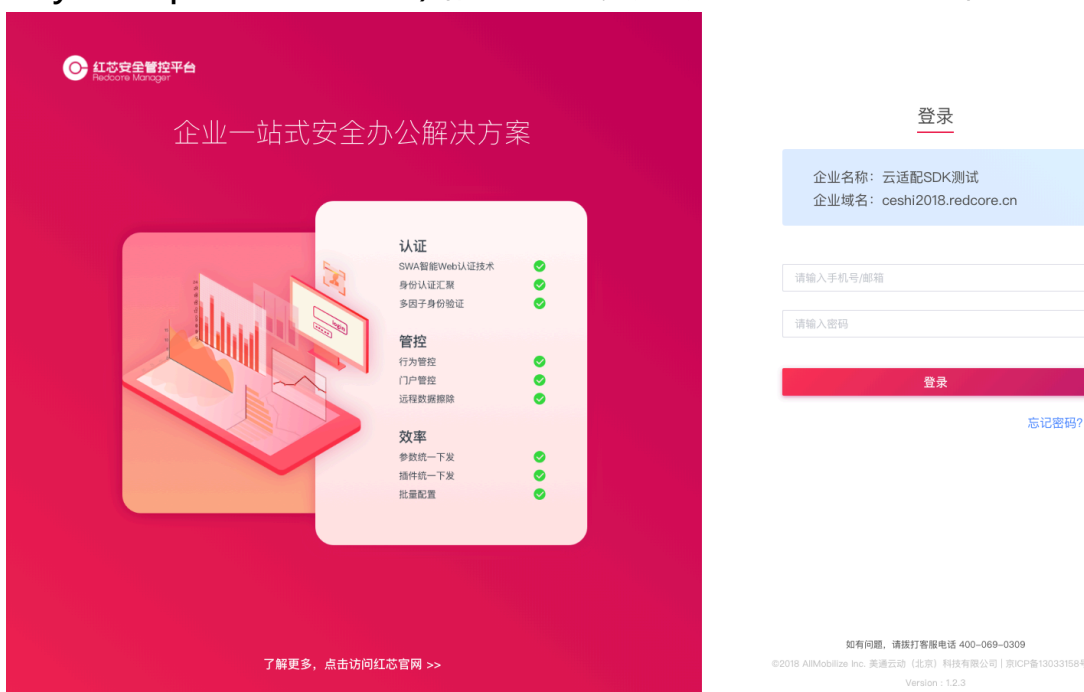 红芯安全管控平台
Redcore Manager
企业一站式安全办公解决方案
认证
SWA智能Web认证技术
身份认证汇聚
多因子身份验证
管控
行为管控
门户管控
远程数据擦除
效率
参数统一下发
插件统一下发
批量配置
login
了解更多，点击访问红芯官网 >>
登录
企业名称：云适配SDK测试
企业域名：ceshi2018.redcore.cn
请输入手机号/邮箱
请输入密码
登录
忘记密码?
如有问题，请拨打客服电话 400-069-0309
©2018 AllMobilize Inc. 美通云动（北京）科技有限公司 | 京ICP备13033158号
Version : 1.2.3